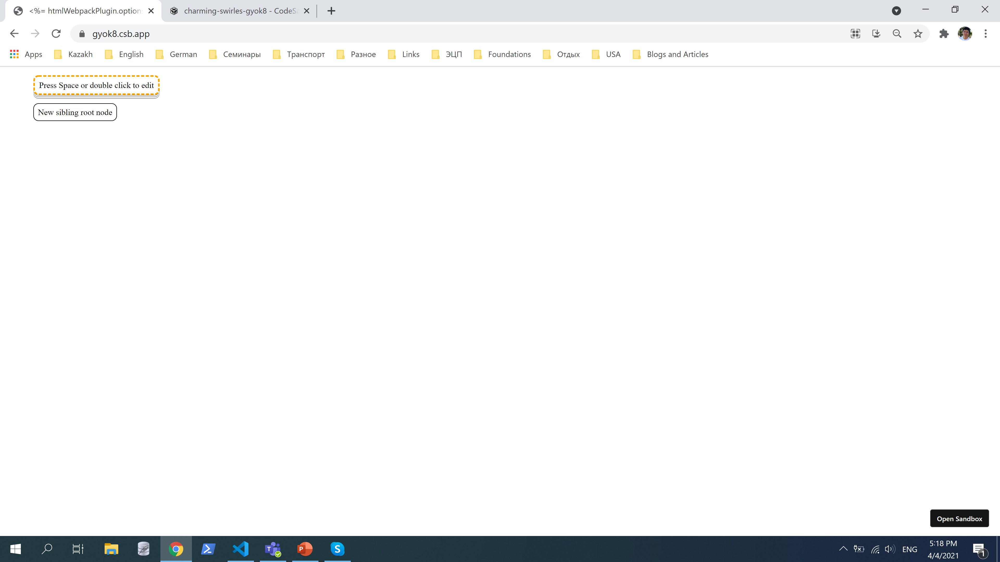 <%= htmlWebpackPlugin.option
charming-swirles-gyok8 - CodeSa
gyok8.csb.app
Apps Kazakh English German Семинары Транспорт Разное Links ЭЦП Foundations Отдых USA Blogs and Articles
Press Space or double click to edit
New sibling root node
Open Sandbox
T P S ENG 5:18 PM
4/4/2021 1